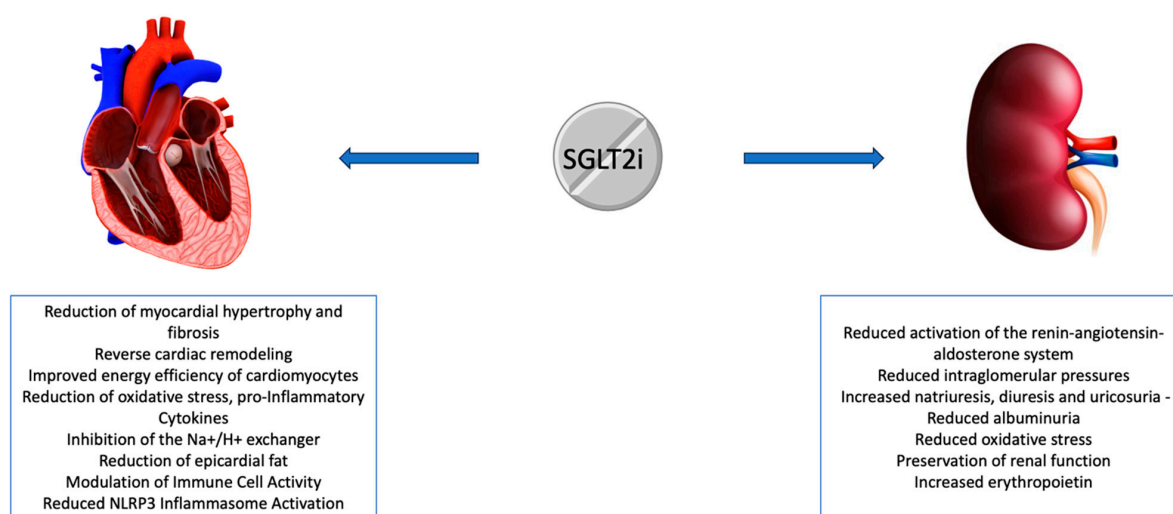 SGLT2i
Reduction of myocardial hypertrophy and
fibrosis
Reverse cardiac remodeling
Improved energy efficiency of cardiomyocytes
Reduction of oxidative stress, pro-Inflammatory
Cytokines
Inhibition of the Na+/H+ exchanger
Reduction of epicardial fat
Modulation of Immune Cell Activity
Reduced NLRP3 Inflammasome Activation
Reduced activation of the renin-angiotensin-
aldosterone system
Reduced intraglomerular pressures
Increased natriuresis, diuresis and uricosuria -
Reduced albuminuria
Reduced oxidative stress
Preservation of renal function
Increased erythropoietin